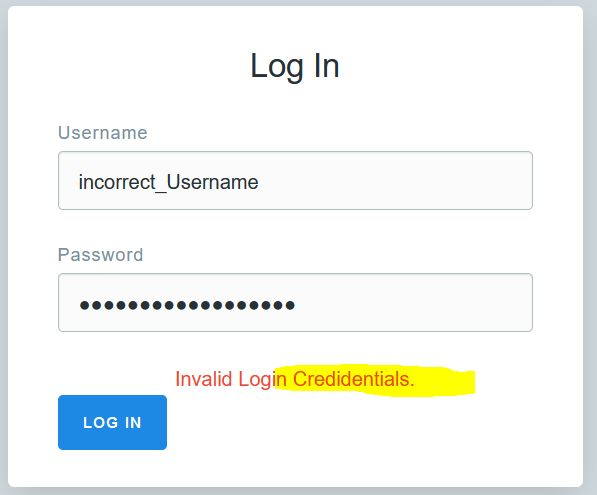 Log In
Username
incorrect_Username
Password
••••••••••••••••••
Invalid Login Credidentials.
LOG IN